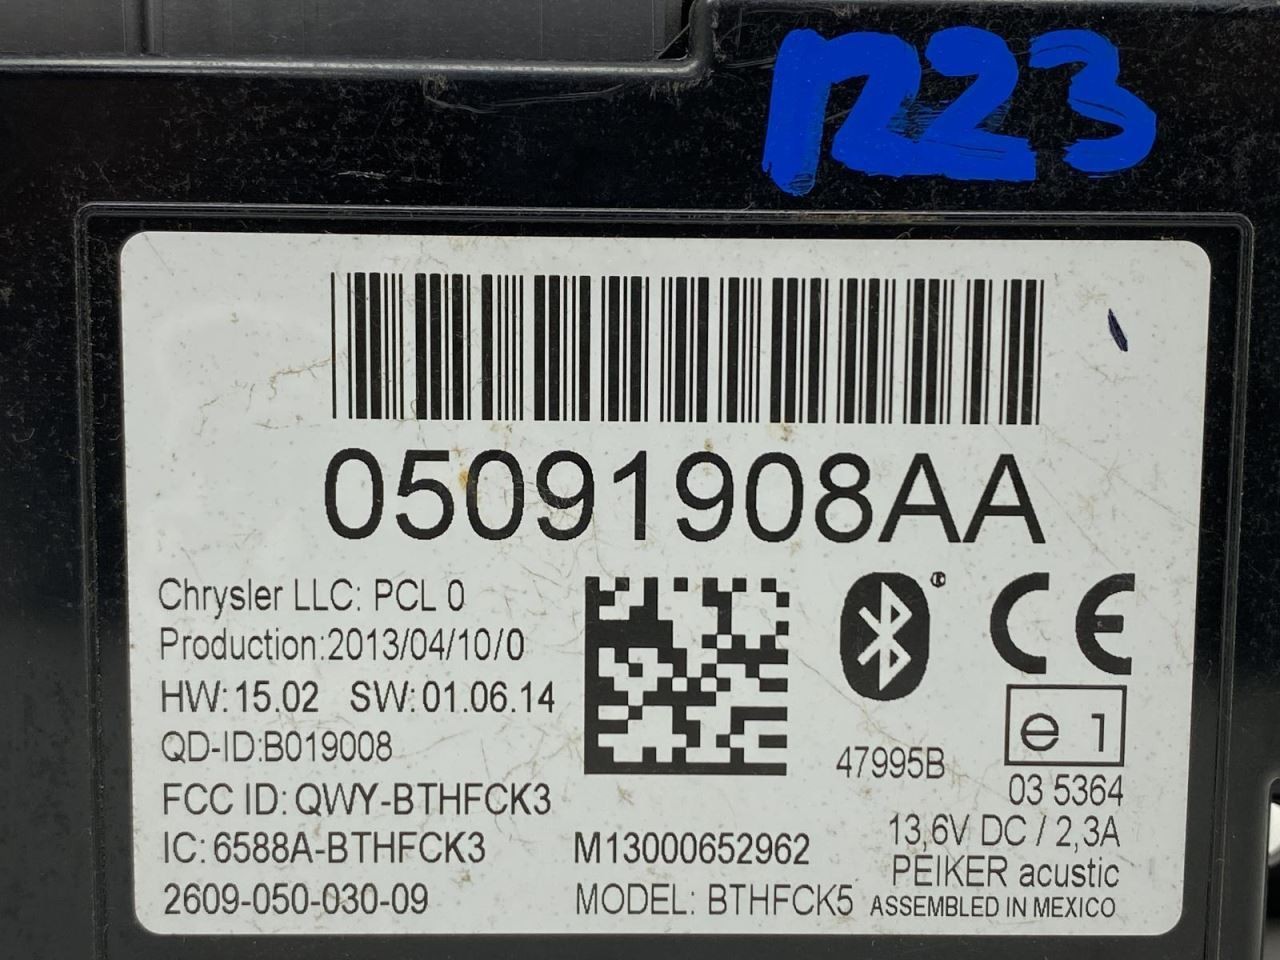 R23
05091908AA
Chrysler LLC: PCL 0
Production:2013/04/10/0
HW:15.02 SW:01.06.14
QD-ID:B019008
FCC ID: QWY-BTHFCK3
IC: 6588A-BTHFCK3
2609-050-030-09
M13000652962
MODEL: BTHFCK5
CE
47995B
e 1
03 5364
13,6V DC / 2,3A
PEIKER acustic
ASSEMBLED IN MEXICO